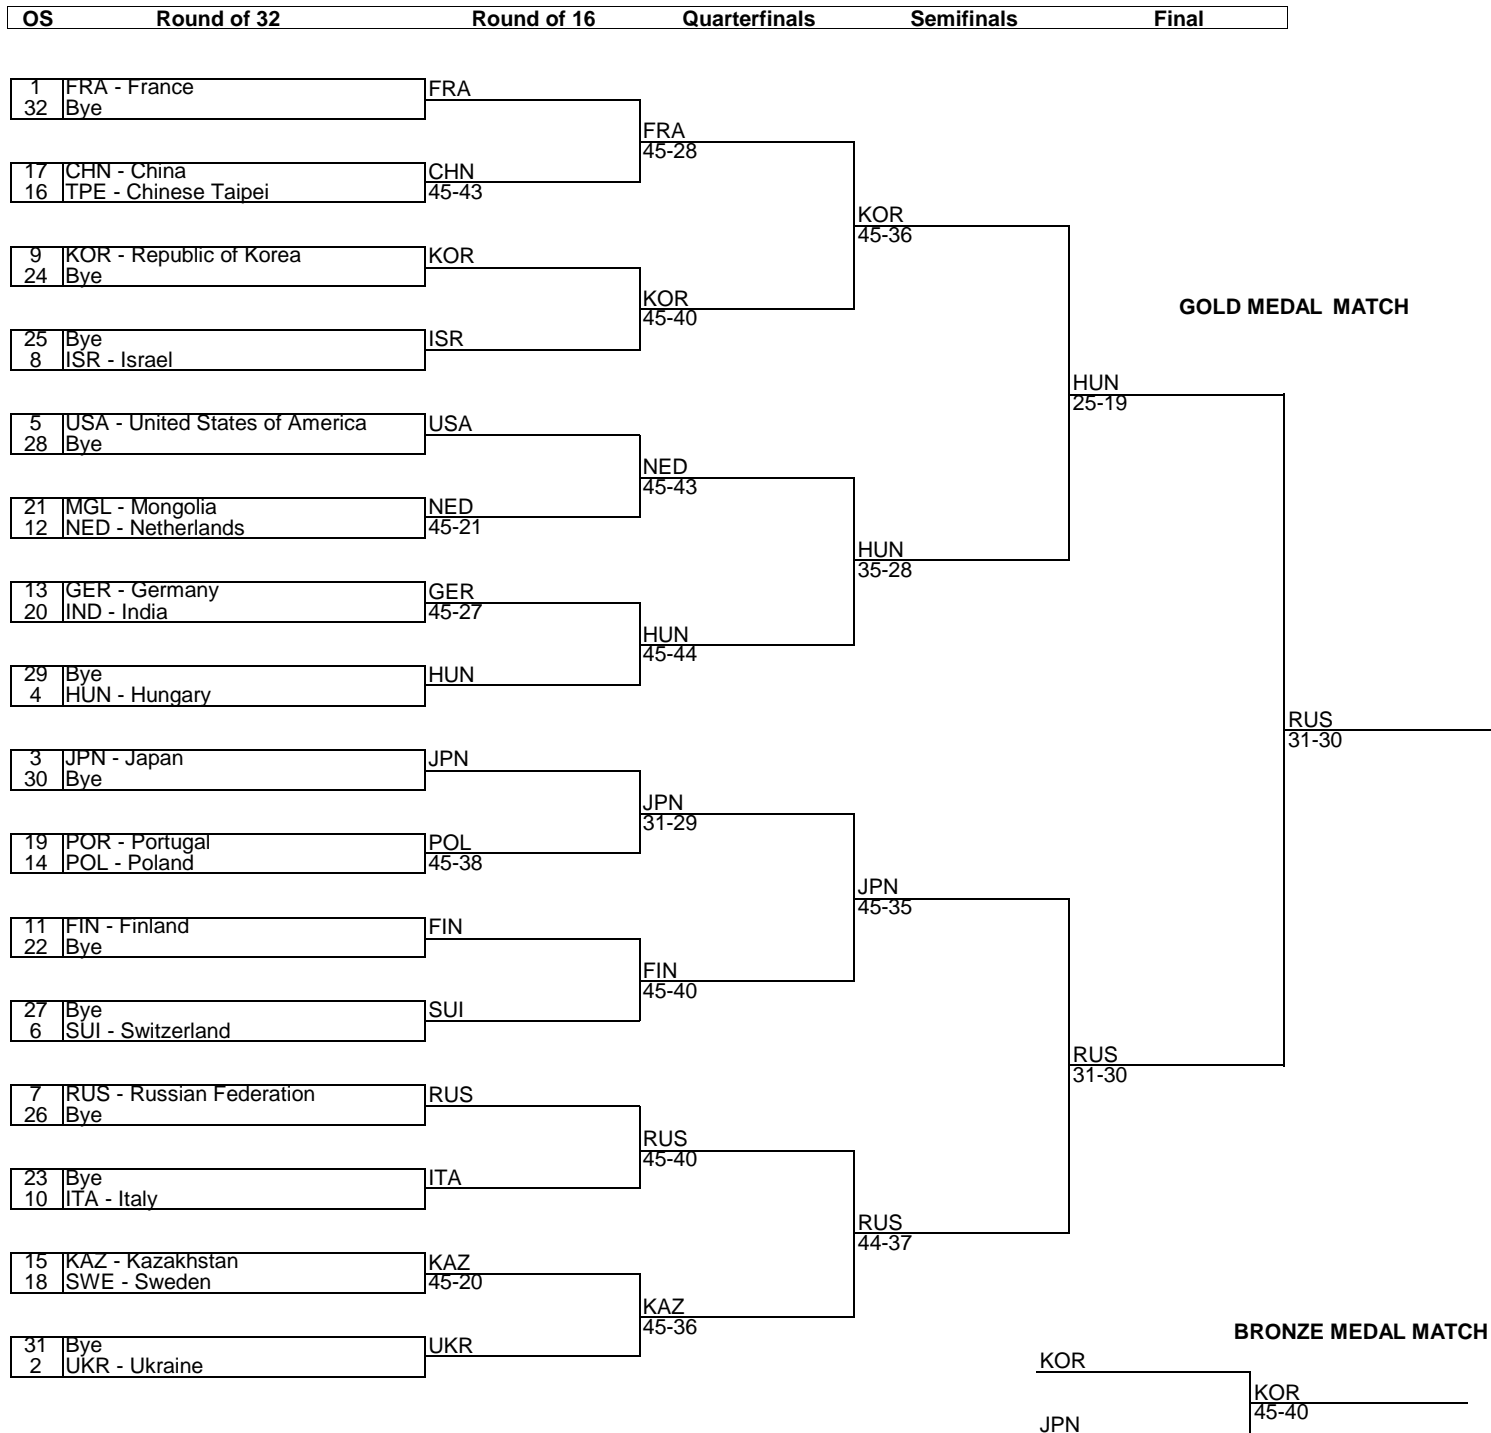 OS Round of 32 Round of 16 Quarterfinals Semifinals Final
1 FRA - France
32 Bye
17 CHN - China
16 TPE - Chinese Taipei
9 KOR - Republic of Korea
24 Bye
25 Bye
8 ISR - Israel
5 USA - United States of America
28 Bye
21 MGL - Mongolia
12 NED - Netherlands
13 GER - Germany
20 IND - India
29 Bye
4 HUN - Hungary
3 JPN - Japan
30 Bye
19 POR - Portugal
14 POL - Poland
11 FIN - Finland
22 Bye
27 Bye
6 SUI - Switzerland
7 RUS - Russian Federation
26 Bye
23 Bye
10 ITA - Italy
15 KAZ - Kazakhstan
18 SWE - Sweden
31 Bye
2 UKR - Ukraine
FRA
CHN
45-43
KOR
ISR
USA
NED
45-21
GER
45-27
HUN
JPN
POL
45-38
FIN
SUI
RUS
ITA
KAZ
45-20
UKR
FRA
45-28
KOR
45-40
NED
45-43
HUN
45-44
JPN
31-29
FIN
45-40
RUS
45-40
KAZ
45-36
KOR
45-36
HUN
35-28
JPN
45-35
RUS
44-37
GOLD MEDAL MATCH
HUN
25-19
RUS
31-30
RUS
31-30
BRONZE MEDAL MATCH
KOR
JPN
KOR
45-40